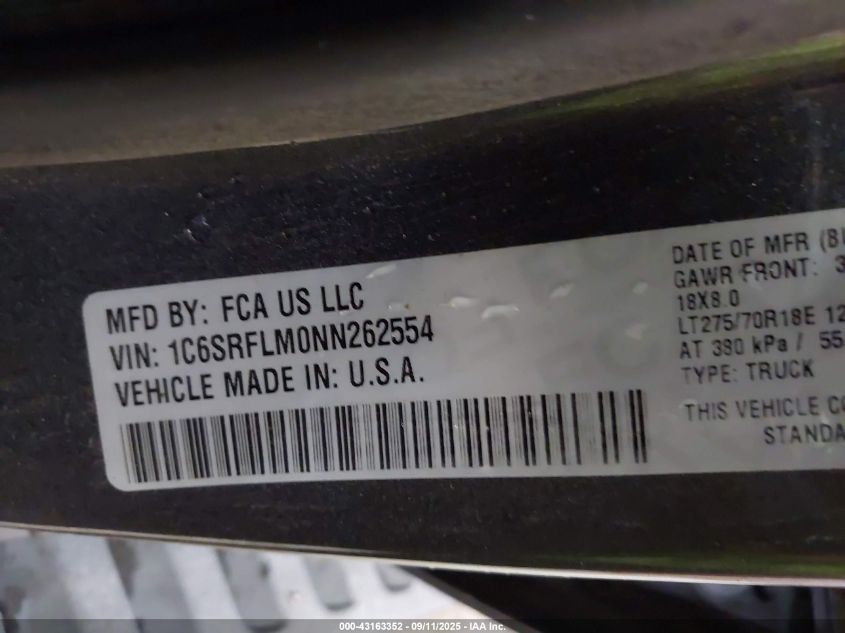 MFD BY: FCA US LLC
VIN: 1C6SRFLM0NN262554
VEHICLE MADE IN: U.S.A.
DATE OF MFR
GAWR FRONT:
18X8.0
LT275/70R18E
AT 390 kPa / 55
TYPE: TRUCK
THIS VEHICLE
000-43163352 - 09/11/2025 - IAA Inc.